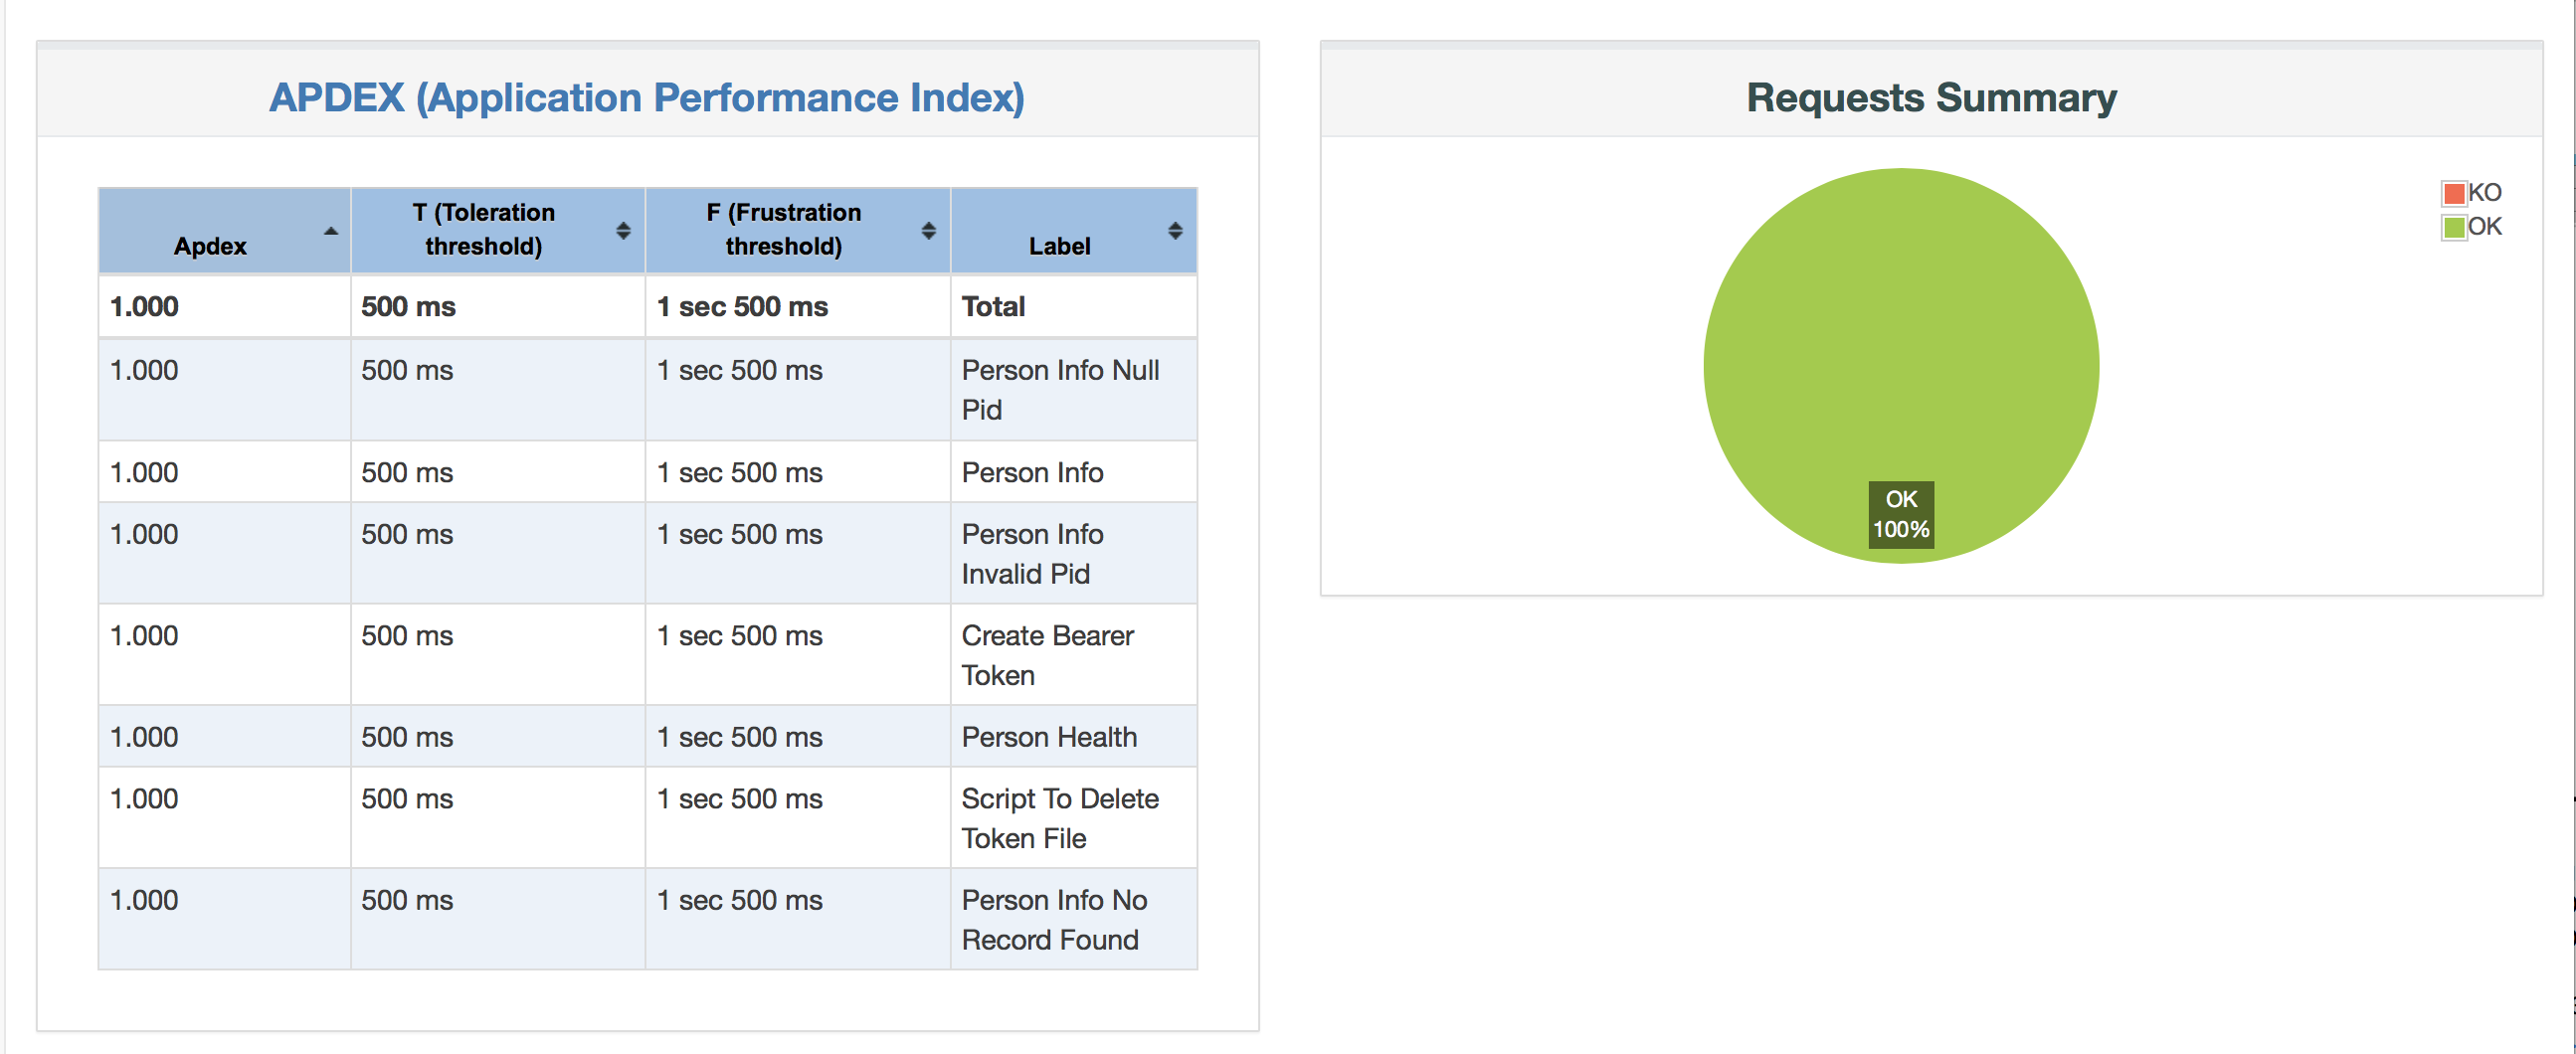 APDEX (Application Performance Index)
Apdex
T (Toleration
threshold)
F (Frustration
threshold)
Label
1.000 500 ms 1 sec 500 ms Total
1.000 500 ms 1 sec 500 ms Person Info Null
Pid
1.000 500 ms 1 sec 500 ms Person Info
1.000 500 ms 1 sec 500 ms Person Info
Invalid Pid
1.000 500 ms 1 sec 500 ms Create Bearer
Token
1.000 500 ms 1 sec 500 ms Person Health
1.000 500 ms 1 sec 500 ms Script To Delete
Token File
1.000 500 ms 1 sec 500 ms Person Info No
Record Found
Requests Summary
KO
OK
OK
100%